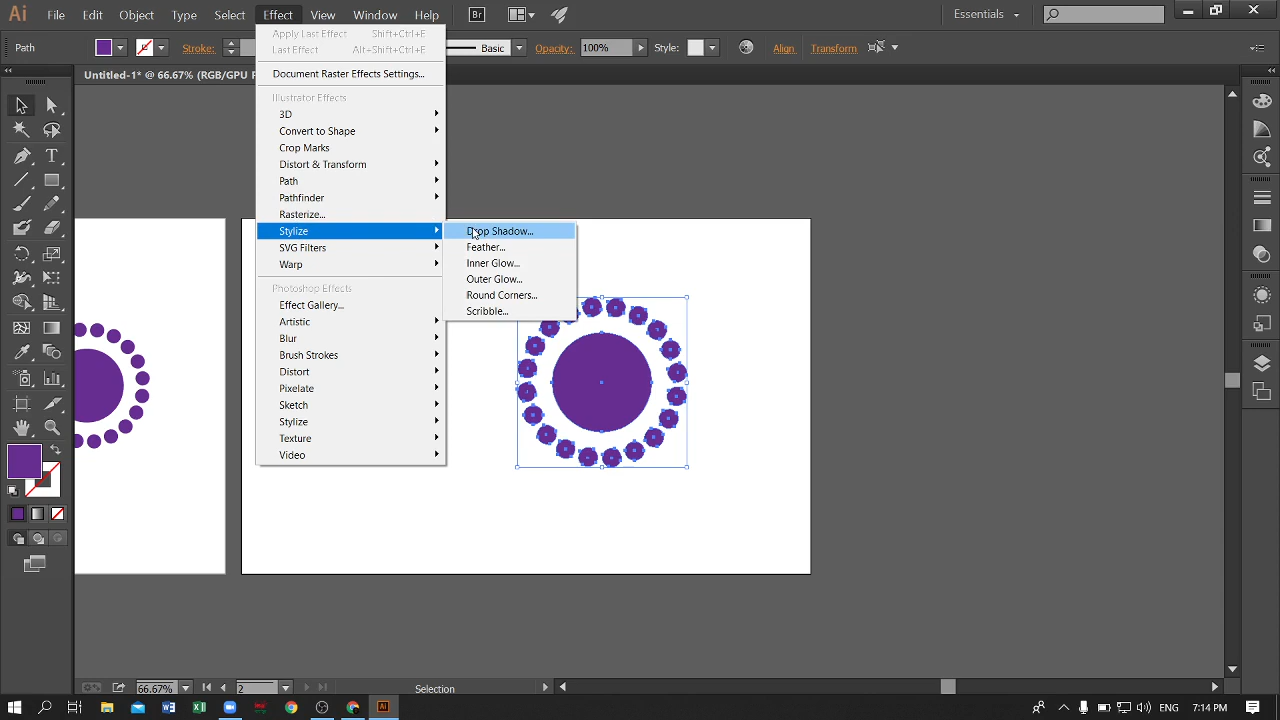 Ai File Edit Object Type Select Effect View Window Help Br Essentials
Path Stroke: Basic Opacity: 100% Style: Align Transform
Untitled-1* @ 66.67% (RGB/GPU P
Apply Last Effect Shift+Ctrl+E
Last Effect Alt+Shift+Ctrl+E
Document Raster Effects Settings...
Illustrator Effects
3D
Convert to Shape
Crop Marks
Distort & Transform
Path
Pathfinder
Rasterize...
Stylize
SVG Filters
Warp
Drop Shadow...
Feather...
Inner Glow...
Outer Glow...
Round Corners...
Scribble...
Photoshop Effects
Effect Gallery...
Artistic
Blur
Brush Strokes
Distort
Pixelate
Sketch
Stylize
Texture
Video
66.67% 2 Selection
ENG 7:14 PM